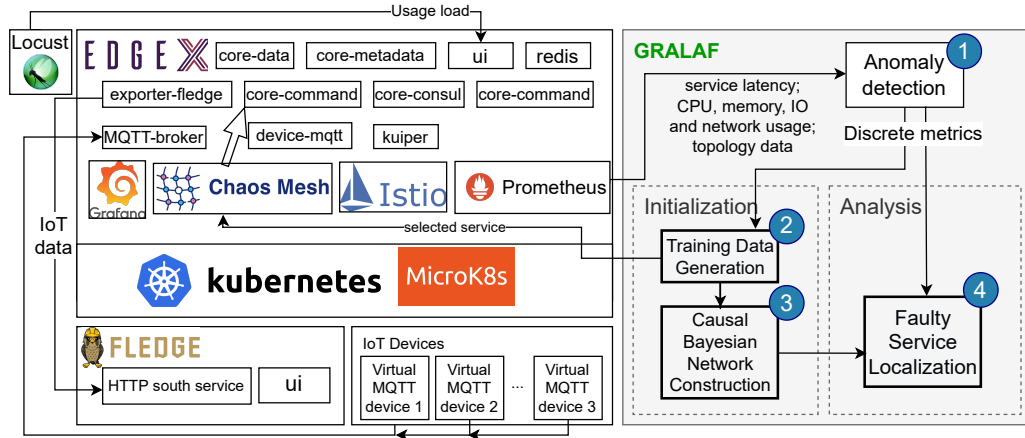 Usage load
Locust
EDGEX
core-data
core-metadata
ui
redis
exporter-fledge
core-command
core-consul
core-command
MQTT-broker
device-mqtt
kuiper
Grafana
Chaos Mesh
Istio
Prometheus
IoT
data
selected service
kubernetes
MicroK8s
FLEDGE
HTTP south service
ui
IoT Devices
Virtual
MQTT
device 1
Virtual
MQTT
device 2
...
Virtual
MQTT
device 3
GRALAF
service latency;
CPU, memory, IO
and network usage;
topology data
1
Anomaly
detection
Discrete metrics
Initialization
2
Training Data
Generation
3
Causal
Bayesian
Network
Construction
Analysis
4
Faulty
Service
Localization